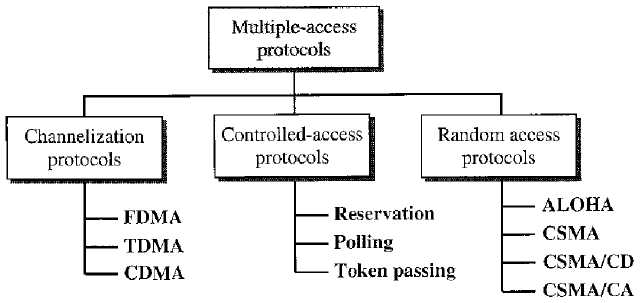 Multiple-access
protocols
Channelization
protocols
Controlled-access
protocols
Random access
protocols
FDMA
TDMA
CDMA
Reservation
Polling
Token passing
ALOHA
CSMA
CSMA/CD
CSMA/CA